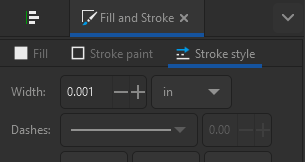 Fill and Stroke
Fill Stroke paint Stroke style
Width: 0.001 in
Dashes: 0.00